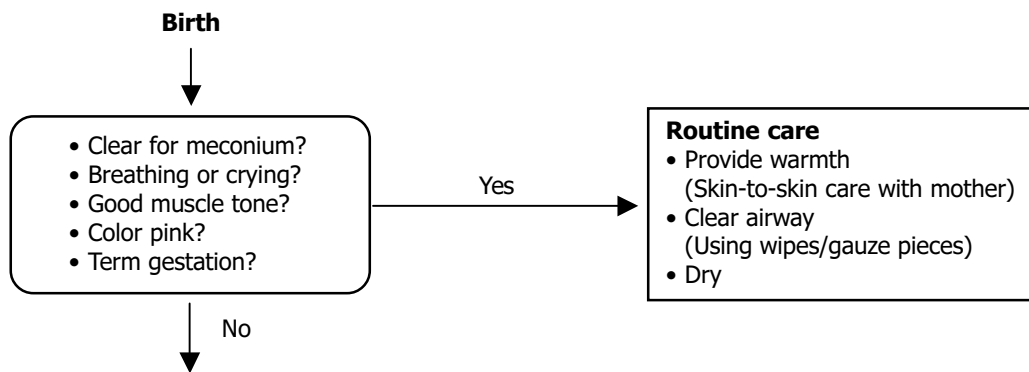 Birth
• Clear for meconium?
• Breathing or crying?
• Good muscle tone?
• Color pink?
• Term gestation?
Yes
Routine care
• Provide warmth
(Skin-to-skin care with mother)
• Clear airway
(Using wipes/gauze pieces)
• Dry
No